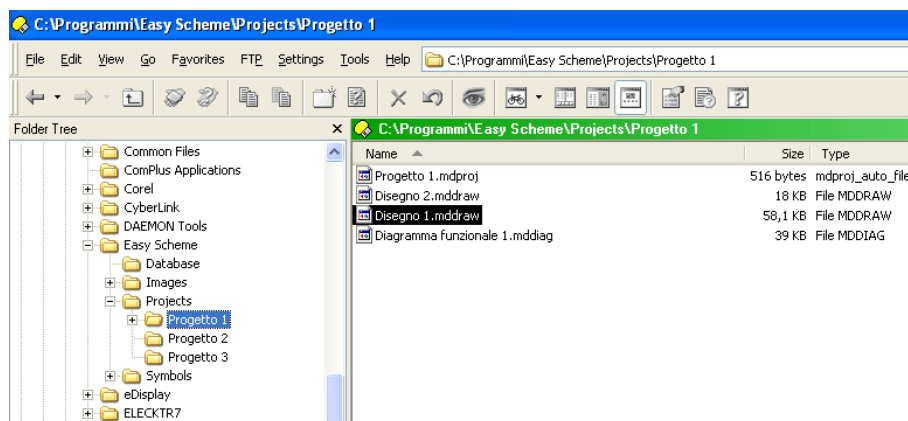 C:\Programmi\Easy Scheme\Projects\Progetto 1
File Edit View Go Favorites FTP Settings Tools Help C:\Programmi\Easy Scheme\Projects\Progetto 1
Folder Tree
C:\Programmi\Easy Scheme\Projects\Progetto 1
Common Files
ComPlus Applications
Corel
CyberLink
DAEMON Tools
Easy Scheme
Database
Images
Projects
Progetto 1
Progetto 2
Progetto 3
Symbols
eDisplay
ELECKTR7
Name Size Type
Progetto 1.mdproj 516 bytes mdproj_auto_file
Disegno 2.mddraw 18 KB File MDDRAW
Disegno 1.mddraw 58,1 KB File MDDRAW
Diagramma funzionale 1.mddiag 39 KB File MDDIAG